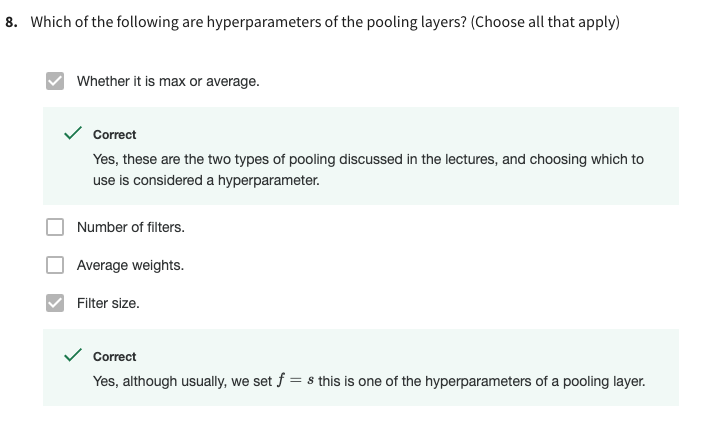 8. Which of the following are hyperparameters of the pooling layers? (Choose all that apply)
Whether it is max or average.
Correct
Yes, these are the two types of pooling discussed in the lectures, and choosing which to
use is considered a hyperparameter.
Number of filters.
Average weights.
Filter size.
Correct
Yes, although usually, we set f = s this is one of the hyperparameters of a pooling layer.